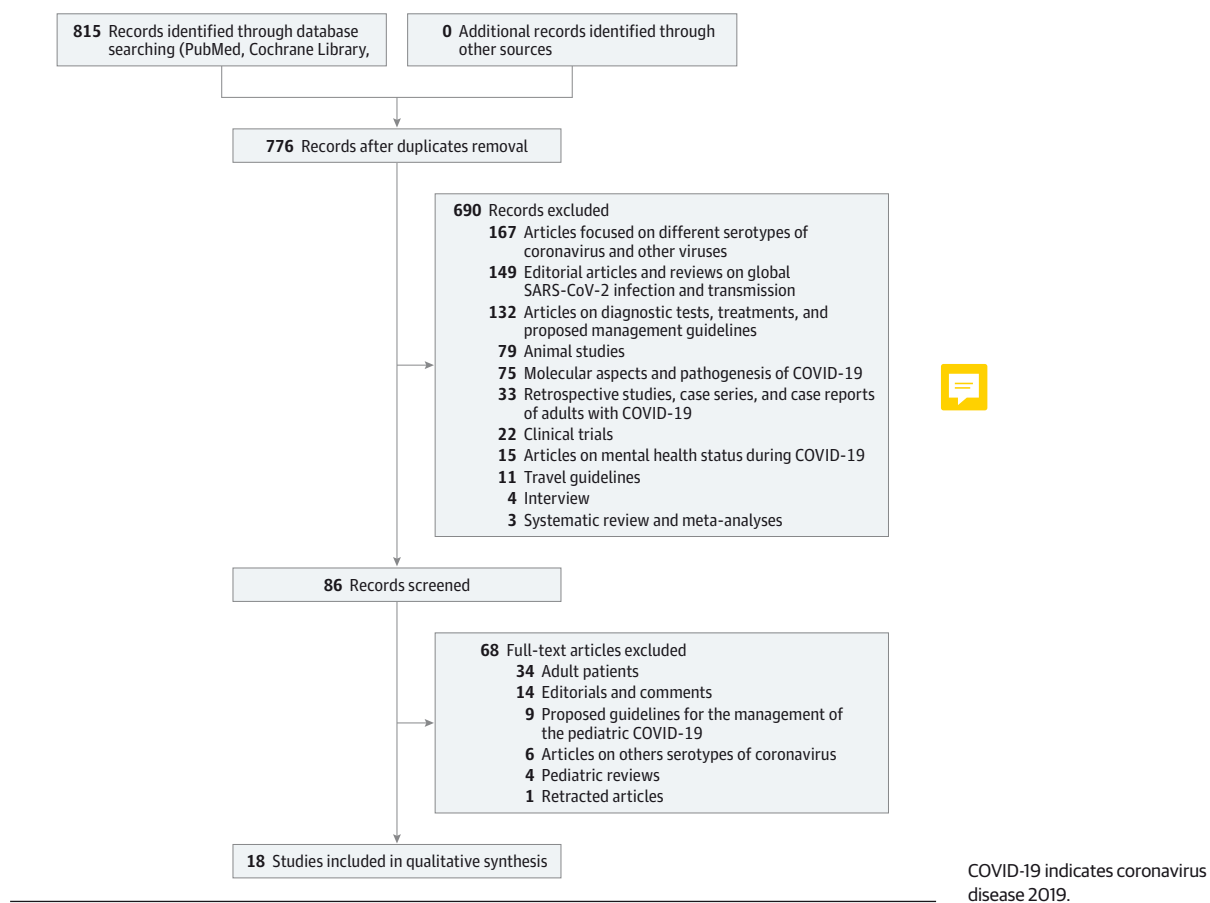 815 Records identified through database
searching (PubMed, Cochrane Library,
0 Additional records identified through
other sources
776 Records after duplicates removal
690 Records excluded
167 Articles focused on different serotypes of
coronavirus and other viruses
149 Editorial articles and reviews on global
SARS-CoV-2 infection and transmission
132 Articles on diagnostic tests, treatments, and
proposed management guidelines
79 Animal studies
75 Molecular aspects and pathogenesis of COVID-19
33 Retrospective studies, case series, and case reports
of adults with COVID-19
22 Clinical trials
15 Articles on mental health status during COVID-19
11 Travel guidelines
4 Interview
3 Systematic review and meta-analyses
86 Records screened
68 Full-text articles excluded
34 Adult patients
14 Editorials and comments
9 Proposed guidelines for the management of
the pediatric COVID-19
6 Articles on others serotypes of coronavirus
4 Pediatric reviews
1 Retracted articles
18 Studies included in qualitative synthesis
COVID-19 indicates coronavirus
disease 2019.